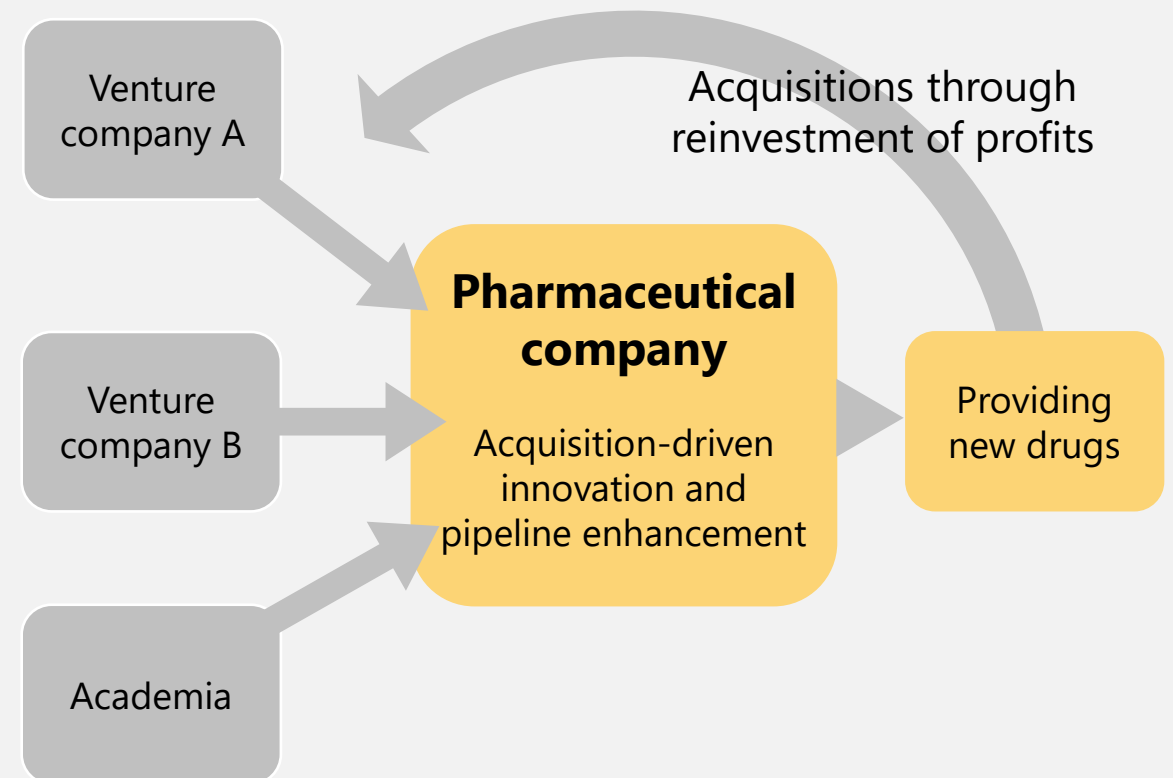 Venture
company A
Acquisitions through
reinvestment of profits
Pharmaceutical
company
Acquisition-driven
innovation and
pipeline enhancement
Venture
company B
Providing
new drugs
Academia